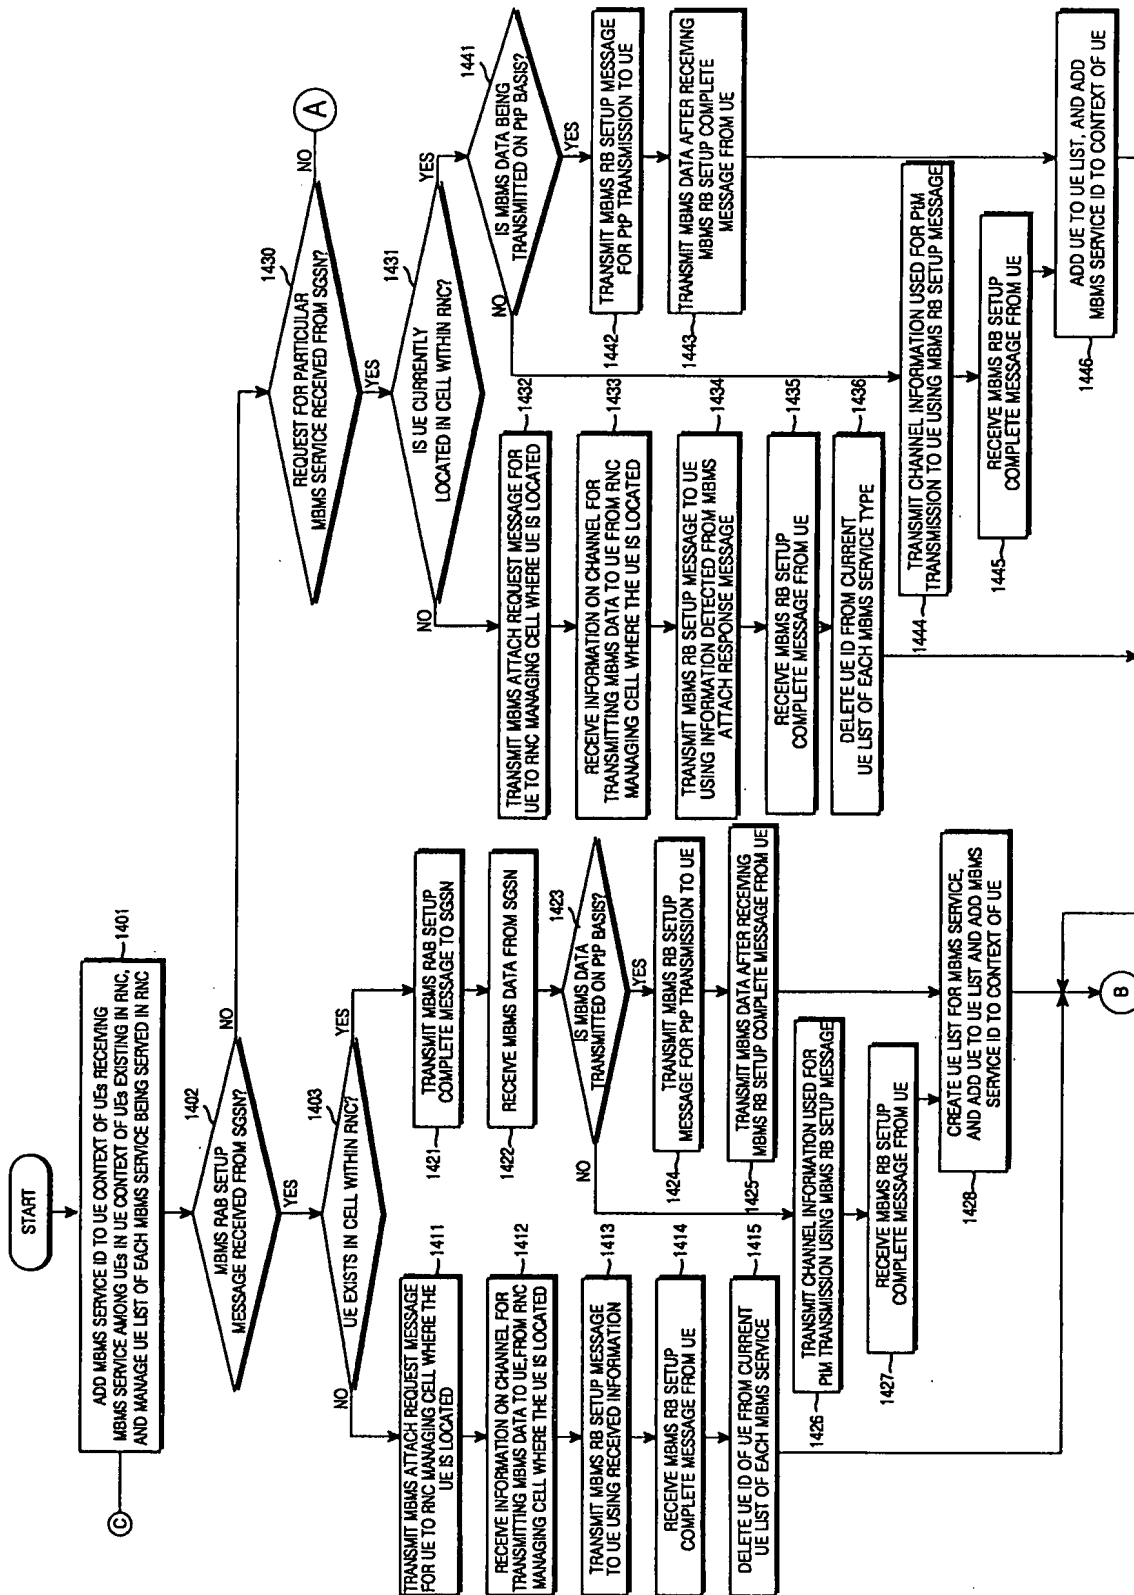 START
C
ADD MBMS SERVICE ID TO UE CONTEXT OF UEs RECEIVING
MBMS SERVICE AMONG UEs IN UE CONTEXT OF UEs EXISTING IN RNC,
AND MANAGE UE LIST OF EACH MBMS SERVICE BEING SERVED IN RNC
1401
MBMS RAB SETUP
MESSAGE RECEIVED FROM SGSN?
1402
NO
YES
UE EXISTS IN CELL WITHIN RNC?
1403
NO
YES
TRANSMIT MBMS ATTACH REQUEST MESSAGE
FOR UE TO RNC MANAGING CELL WHERE THE
UE IS LOCATED
1411
RECEIVE INFORMATION ON CHANNEL FOR
TRANSMITTING MBMS DATA TO UE,FROM RNC
MANAGING CELL WHERE THE UE IS LOCATED
1412
TRANSMIT MBMS RB SETUP MESSAGE
TO UE USING RECEIVED INFORMATION
1413
RECEIVE MBMS RB SETUP
COMPLETE MESSAGE FROM UE
1414
DELETE ID OF UE FROM CURRENT
UE LIST OF EACH MBMS SERVICE
1415
TRANSMIT MBMS RAB SETUP
COMPLETE MESSAGE TO SGSN
1421
RECEIVE MBMS DATA FROM SGSN
1422
IS MBMS DATA
TRANSMITTED ON PtP BASIS?
1423
NO
YES
TRANSMIT MBMS RB SETUP
MESSAGE FOR PtP TRANSMISSION TO UE
1424
TRANSMIT MBMS DATA AFTER RECEIVING
MBMS RB SETUP COMPLETE MESSAGE FROM UE
1425
TRANSMIT CHANNEL INFORMATION USED FOR
PtM TRANSMISSION USING MBMS RB SETUP MESSAGE
1426
RECEIVE MBMS RB SETUP
COMPLETE MESSAGE FROM UE
1427
CREATE UE LIST FOR MBMS SERVICE,
AND ADD UE TO UE LIST AND ADD MBMS
SERVICE ID TO CONTEXT OF UE
1428
B
REQUEST FOR PARTICULAR
MBMS SERVICE RECEIVED FROM SGSN?
1430
NO
A
YES
IS UE CURRENTLY
LOCATED IN CELL WITHIN RNC?
1431
NO
YES
TRANSMIT MBMS ATTACH REQUEST MESSAGE FOR
UE TO RNC MANAGING CELL WHERE UE IS LOCATED
1432
RECEIVE INFORMATION ON CHANNEL FOR
TRANSMITTING MBMS DATA TO UE FROM RNC
MANAGING CELL WHERE THE UE IS LOCATED
1433
TRANSMIT MBMS RB SETUP MESSAGE TO UE
USING INFORMATION DETECTED FROM MBMS
ATTACH RESPONSE MESSAGE
1434
RECEIVE MBMS RB SETUP
COMPLETE MESSAGE FROM UE
1435
DELETE UE ID FROM CURRENT
UE LIST OF EACH MBMS SERVICE TYPE
1436
IS MBMS DATA BEING
TRANSMITTED ON PtP BASIS?
1441
NO
YES
TRANSMIT MBMS RB SETUP MESSAGE
FOR PtP TRANSMISSION TO UE
1442
TRANSMIT MBMS DATA AFTER RECEIVING
MBMS RB SETUP COMPLETE
MESSAGE FROM UE
1443
TRANSMIT CHANNEL INFORMATION USED FOR PtM
TRANSMISSION TO UE USING MBMS RB SETUP MESSAGE
1444
RECEIVE MBMS RB SETUP
COMPLETE MESSAGE FROM UE
1445
ADD UE TO UE LIST, AND ADD
MBMS SERVICE ID TO CONTEXT OF UE
1446